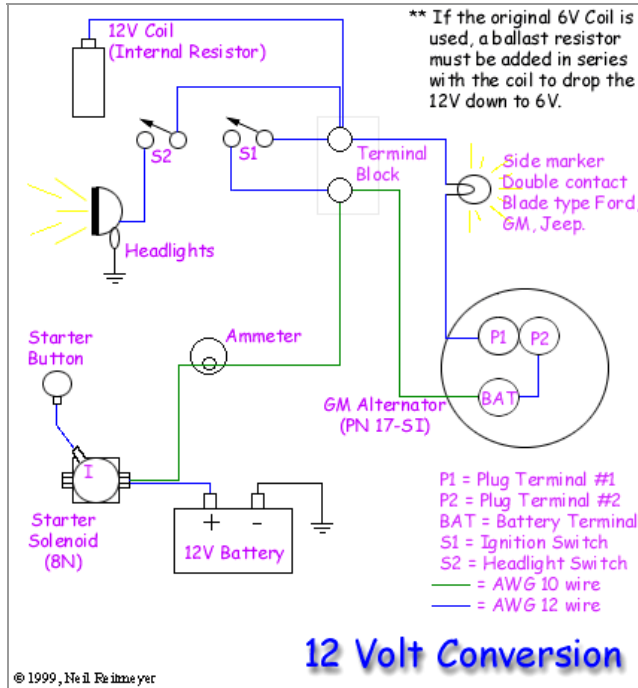 ** If the original 6V Coil is
used, a ballast resistor
must be added in series
with the coil to drop the
12V down to 6V.
12V Coil
(Internal Resistor)
S2
S1
Terminal
Block
Side marker
Double contact
Blade type Ford,
GM, Jeep.
Headlights
Starter
Button
Ammeter
P1
P2
BAT
GM Alternator
(PN 17-SI)
I
Starter
Solenoid
(8N)
+
-
12V Battery
P1 = Plug Terminal #1
P2 = Plug Terminal #2
BAT = Battery Terminal
S1 = Ignition Switch
S2 = Headlight Switch
= AWG 10 wire
= AWG 12 wire
12 Volt Conversion
© 1999, Neil Reitmeyer